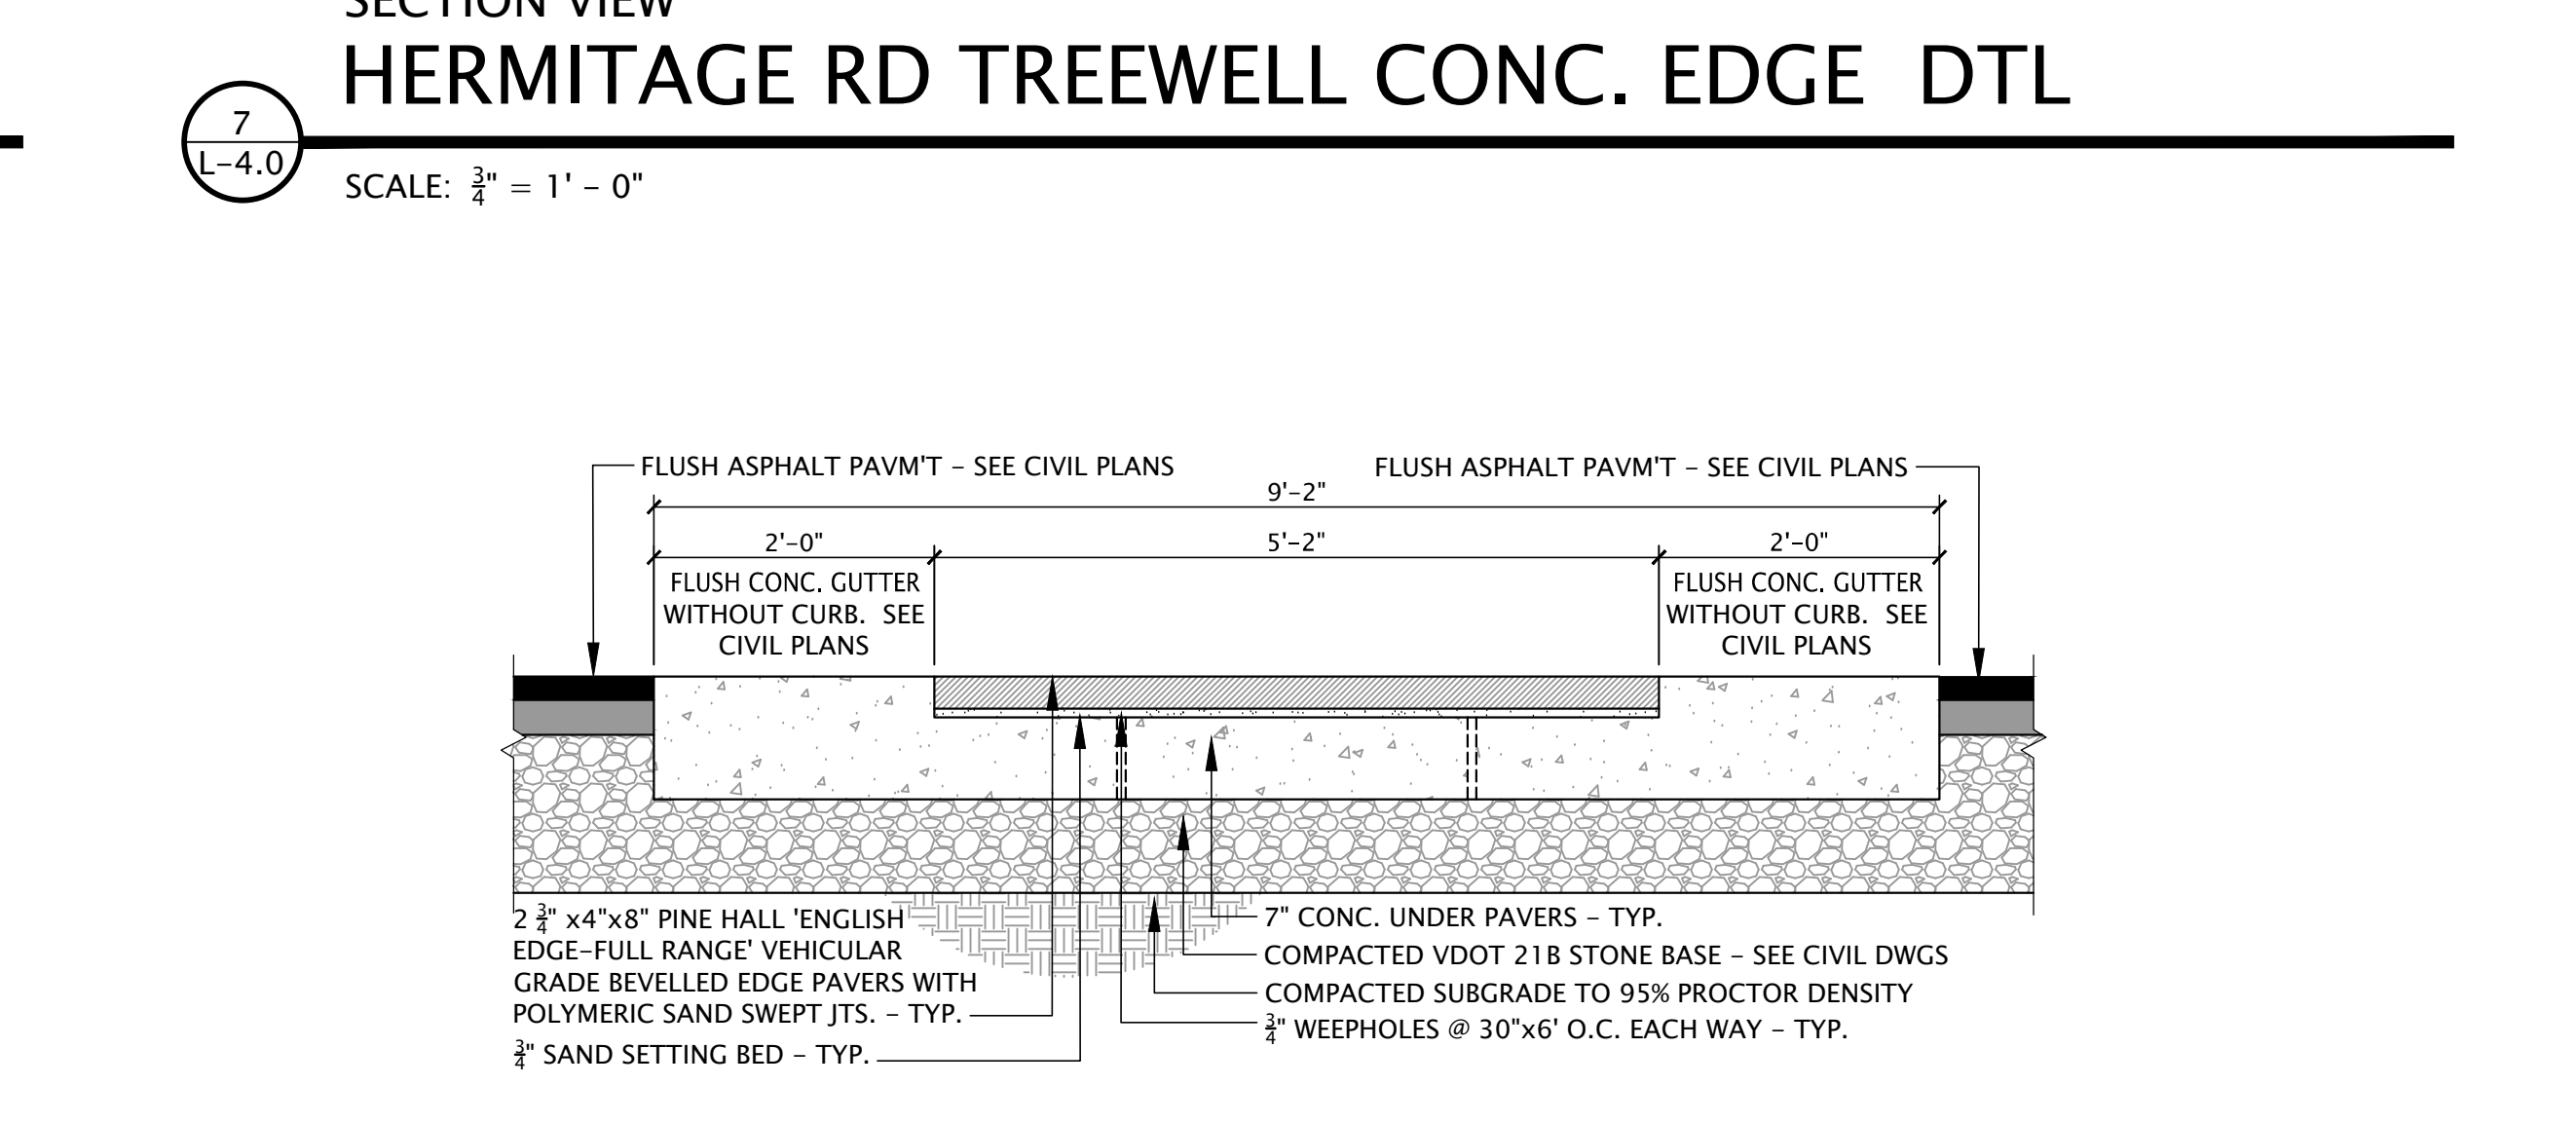 SECTION VIEW
HERMITAGE RD TREEWELL CONC. EDGE DTL
7
L-4.0
SCALE: ¾" = 1' - 0"
FLUSH ASPHALT PAVM'T - SEE CIVIL PLANS
FLUSH ASPHALT PAVM'T - SEE CIVIL PLANS
9'-2"
2'-0"
5'-2"
2'-0"
FLUSH CONC. GUTTER
WITHOUT CURB. SEE
CIVIL PLANS
FLUSH CONC. GUTTER
WITHOUT CURB. SEE
CIVIL PLANS
2 ¾" x4"x8" PINE HALL 'ENGLISH
EDGE-FULL RANGE' VEHICULAR
GRADE BEVELLED EDGE PAVERS WITH
POLYMERIC SAND SWEPT JTS. - TYP.
¾" SAND SETTING BED - TYP.
7" CONC. UNDER PAVERS - TYP.
COMPACTED VDOT 21B STONE BASE - SEE CIVIL DWGS
COMPACTED SUBGRADE TO 95% PROCTOR DENSITY
¾" WEEPHOLES @ 30"x6' O.C. EACH WAY - TYP.